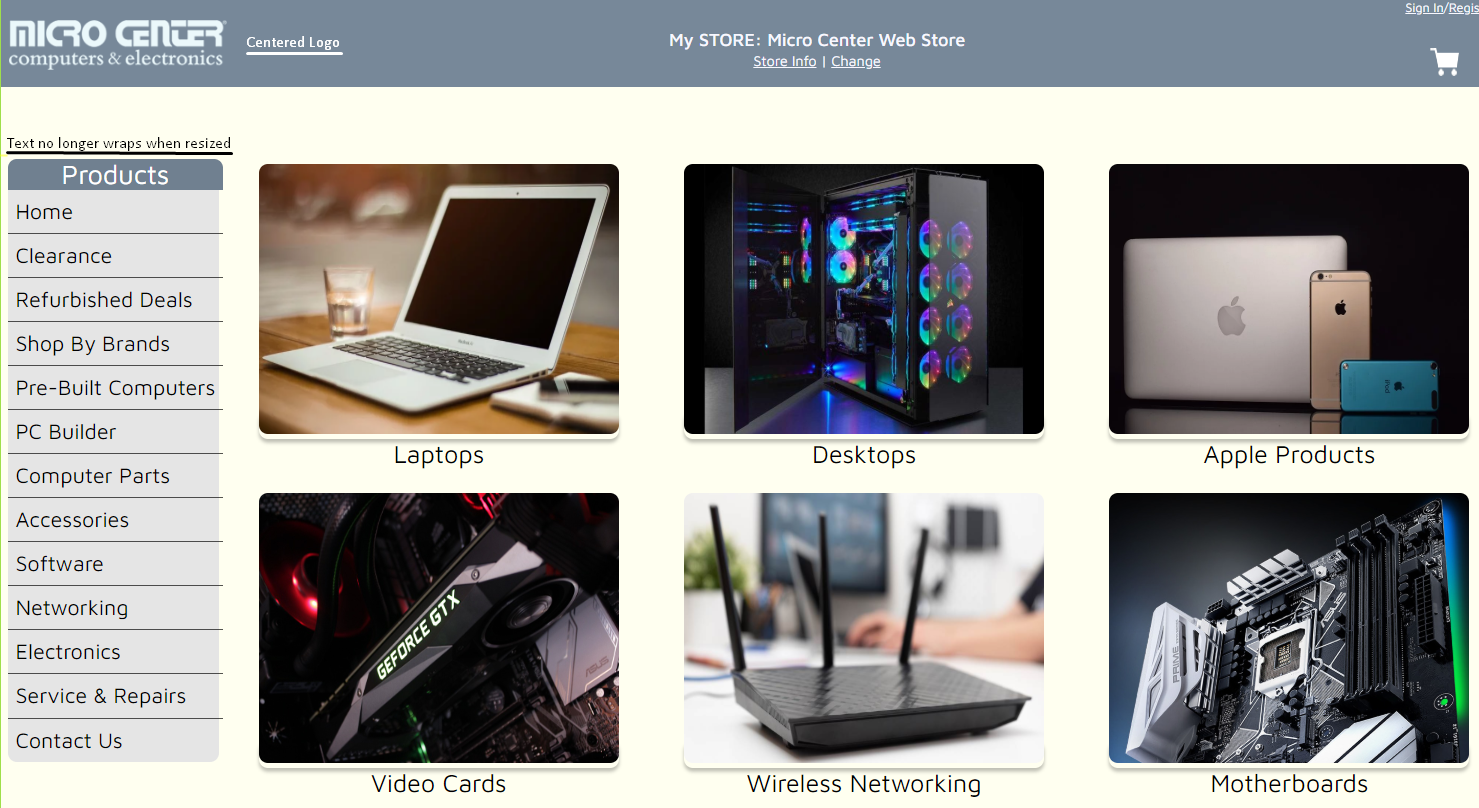 Sign In/Regis
MICRO CENTER
computers & electronics
Centered Logo
My STORE: Micro Center Web Store
Store Info | Change
Text no longer wraps when resized
Products
Home
Clearance
Refurbished Deals
Shop By Brands
Pre-Built Computers
PC Builder
Computer Parts
Accessories
Software
Networking
Electronics
Service & Repairs
Contact Us
iPod
Laptops
Desktops
Apple Products
GEFORCE GTX
PRIME
Video Cards
Wireless Networking
Motherboards